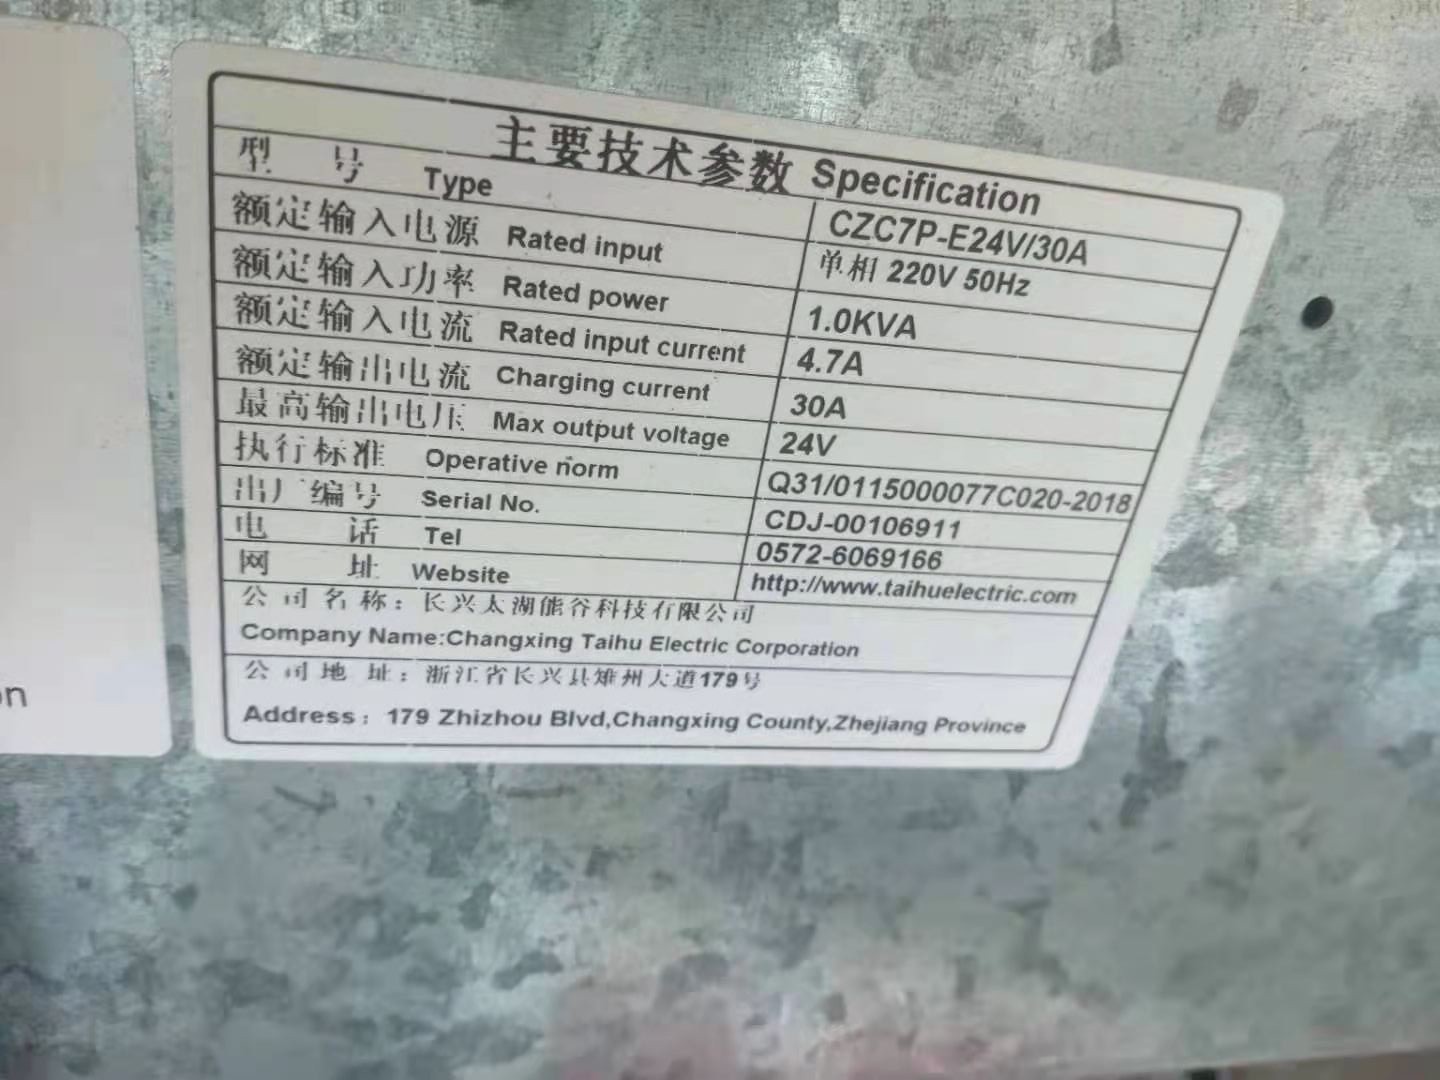 主要技术参数 Specification
型 号 Type CZC7P-E24V/30A
额定输入电源 Rated input 单相 220V 50Hz
额定输入功率 Rated power 1.0KVA
额定输入电流 Rated input current 4.7A
额定输出电流 Charging current 30A
最高输出电压 Max output voltage 24V
执行标准 Operative norm Q31/0115000077C020-2018
出厂编号 Serial No. CDJ-00106911
电 话 Tel 0572-6069166
网 址 Website http://www.taihuelectric.com
公 司 名 称：长兴太湖能谷科技有限公司
Company Name:Changxing Taihu Electric Corporation
公 司 地 址：浙江省长兴县雉州大道179号
Address：179 Zhizhou Blvd,Changxing County,Zhejiang Province
on